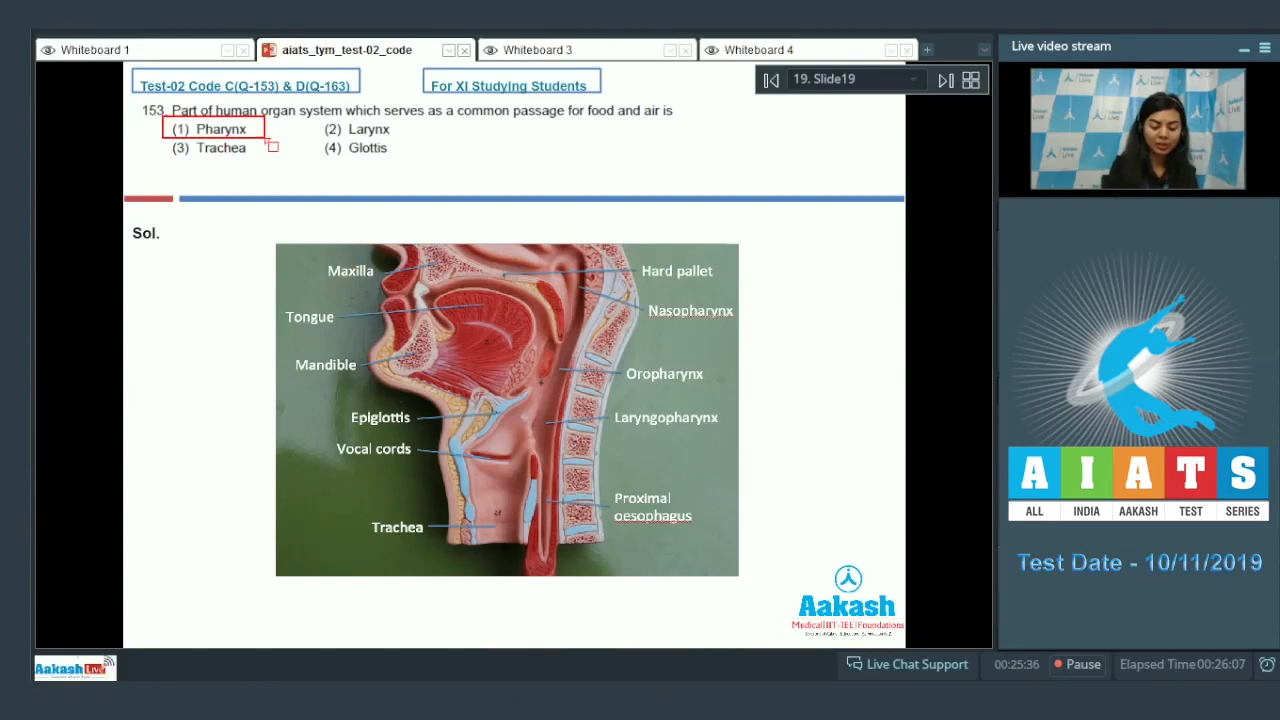 Whiteboard 1
aiats_tym_test-02_code
Whiteboard 3
Whiteboard 4
Live video stream
Test-02 Code C(Q-153) & D(Q-163)
For XI Studying Students
19. Slide19
153. Part of human organ system which serves as a common passage for food and air is
(1) Pharynx
(2) Larynx
(3) Trachea
(4) Glottis
Sol.
Maxilla
Hard pallet
Nasopharynx
Tongue
Mandible
Oropharynx
Epiglottis
Laryngopharynx
Vocal cords
Proximal
oesophagus
Trachea
Aakash
Medical|IIT-JEE|Foundations
A I A T S
ALL INDIA AAKASH TEST SERIES
Test Date - 10/11/2019
Aakash Live
Live Chat Support
00:25:36
Pause
Elapsed Time 00:26:07